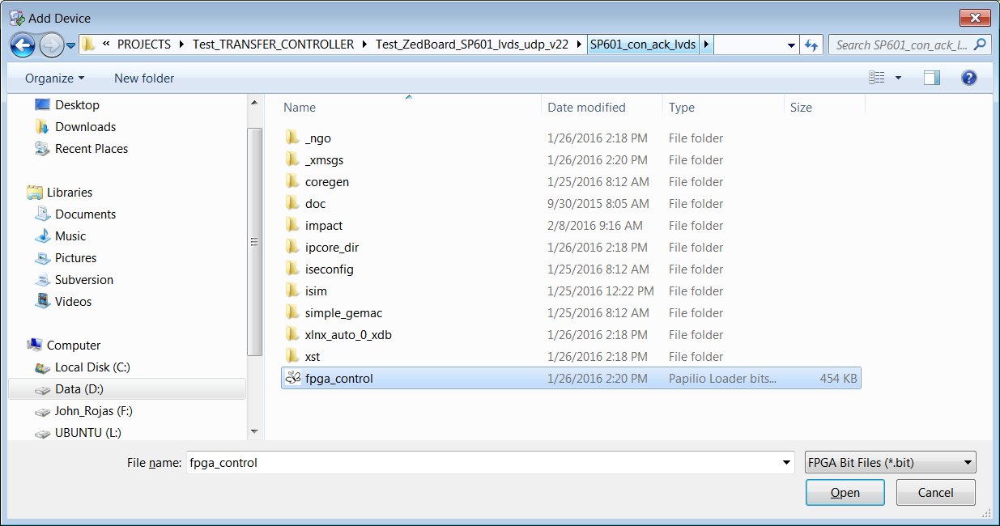 Add Device
« PROJECTS Test_TRANSFER_CONTROLLER Test_ZedBoard_SP601_lvds_udp_v22 SP601_con_ack_lvds Search SP601_con_ack_l...
Organize New folder
Name Date modified Type Size
Desktop
Downloads
Recent Places
Libraries
Documents
Music
Pictures
Subversion
Videos
Computer
Local Disk (C:)
Data (D:)
John_Rojas (F:)
UBUNTU (L:)
_ngo 1/26/2016 2:18 PM File folder
_xmsgs 1/26/2016 2:20 PM File folder
coregen 1/25/2016 8:12 AM File folder
doc 9/30/2015 8:05 AM File folder
impact 2/8/2016 9:16 AM File folder
ipcore_dir 1/26/2016 2:18 PM File folder
iseconfig 1/25/2016 8:12 AM File folder
isim 1/25/2016 12:22 PM File folder
simple_gemac 1/25/2016 8:12 AM File folder
xlnx_auto_0_xdb 1/26/2016 2:18 PM File folder
xst 1/26/2016 2:18 PM File folder
fpga_control 1/26/2016 2:20 PM Papilio Loader bits... 454 KB
File name: fpga_control FPGA Bit Files (*.bit)
Open Cancel